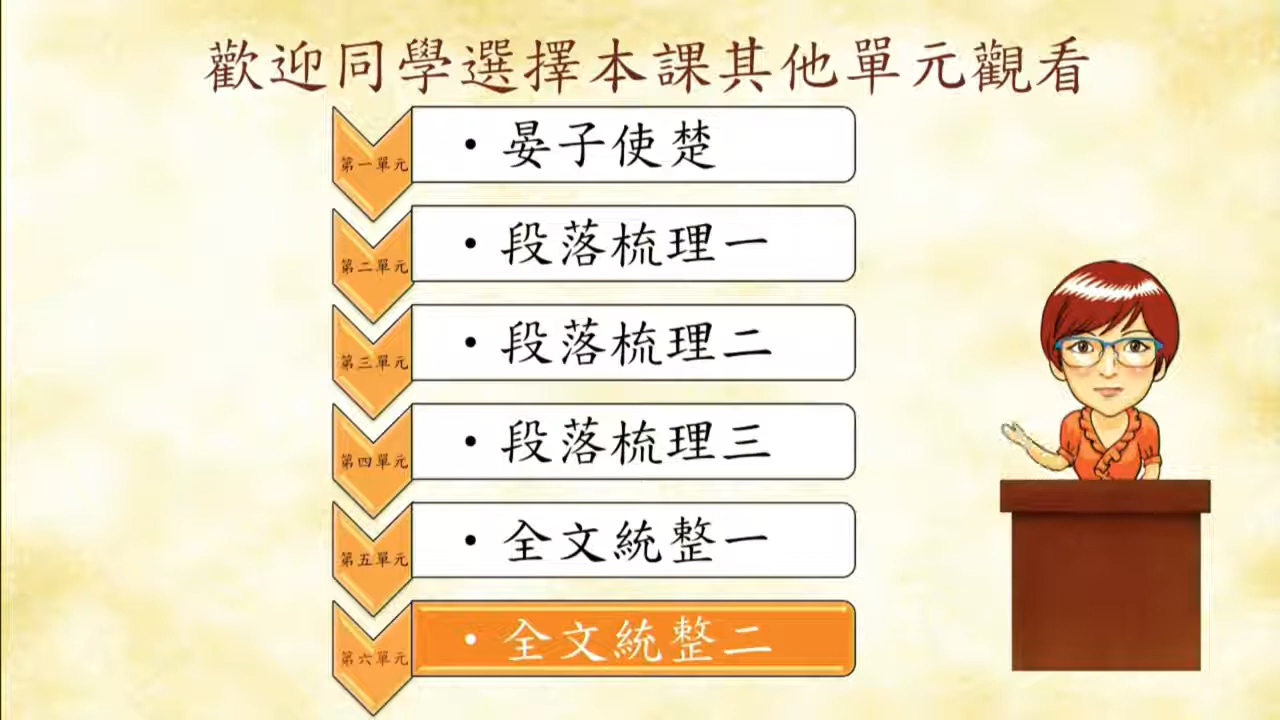 歡迎同學選擇本課其他單元觀看
第一單元
• 晏子使楚
第二單元
• 段落梳理一
第三單元
• 段落梳理二
第四單元
• 段落梳理三
第五單元
• 全文統整一
第六單元
• 全文統整二